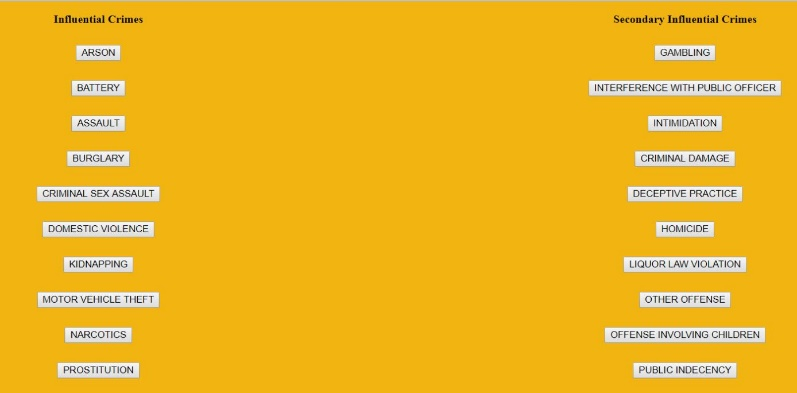 Influential Crimes
ARSON
BATTERY
ASSAULT
BURGLARY
CRIMINAL SEX ASSAULT
DOMESTIC VIOLENCE
KIDNAPPING
MOTOR VEHICLE THEFT
NARCOTICS
PROSTITUTION
Secondary Influential Crimes
GAMBLING
INTERFERENCE WITH PUBLIC OFFICER
INTIMIDATION
CRIMINAL DAMAGE
DECEPTIVE PRACTICE
HOMICIDE
LIQUOR LAW VIOLATION
OTHER OFFENSE
OFFENSE INVOLVING CHILDREN
PUBLIC INDECENCY